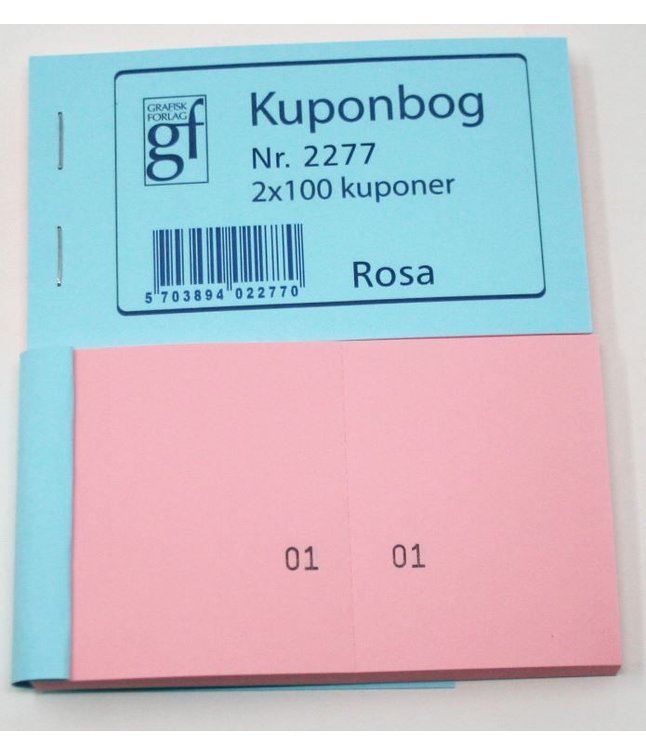 GRAFISK
FORLAG
gf
Kuponbog
Nr. 2277
2x100 kuponer
Rosa
5 703894 022770
01 01